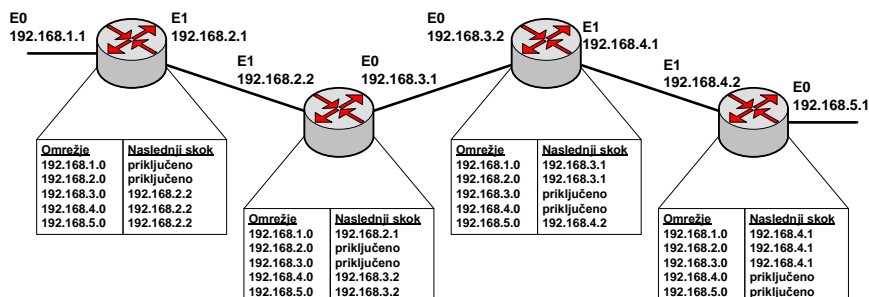 E0
192.168.1.1
E1
192.168.2.1
E1
192.168.2.2
E0
192.168.3.1
E0
192.168.3.2
E1
192.168.4.1
E1
192.168.4.2
E0
192.168.5.1
Omrežje Naslednji skok
192.168.1.0 priključeno
192.168.2.0 priključeno
192.168.3.0 192.168.2.2
192.168.4.0 192.168.2.2
192.168.5.0 192.168.2.2
Omrežje Naslednji skok
192.168.1.0 192.168.2.1
192.168.2.0 priključeno
192.168.3.0 priključeno
192.168.4.0 192.168.3.2
192.168.5.0 192.168.3.2
Omrežje Naslednji skok
192.168.1.0 192.168.3.1
192.168.2.0 192.168.3.1
192.168.3.0 priključeno
192.168.4.0 priključeno
192.168.5.0 192.168.4.2
Omrežje Naslednji skok
192.168.1.0 192.168.4.1
192.168.2.0 192.168.4.1
192.168.3.0 192.168.4.1
192.168.4.0 priključeno
192.168.5.0 priključeno